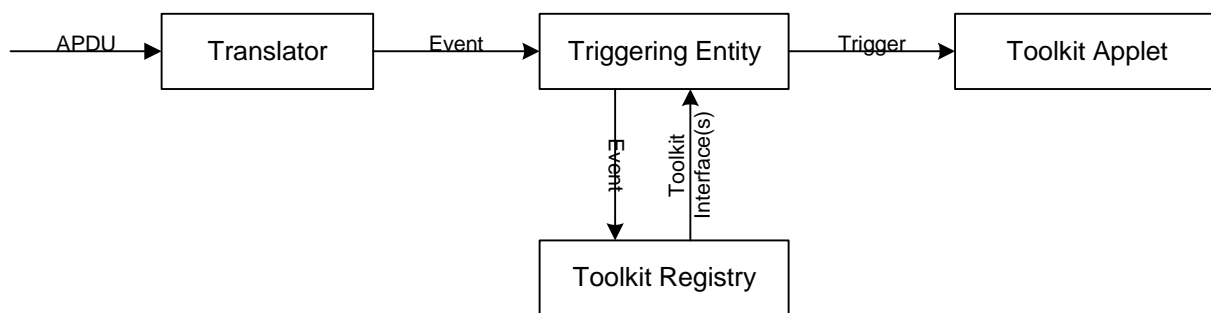 APDU
Translator
Event
Triggering Entity
Trigger
Toolkit Applet
Event
Toolkit
Interface(s)
Toolkit Registry